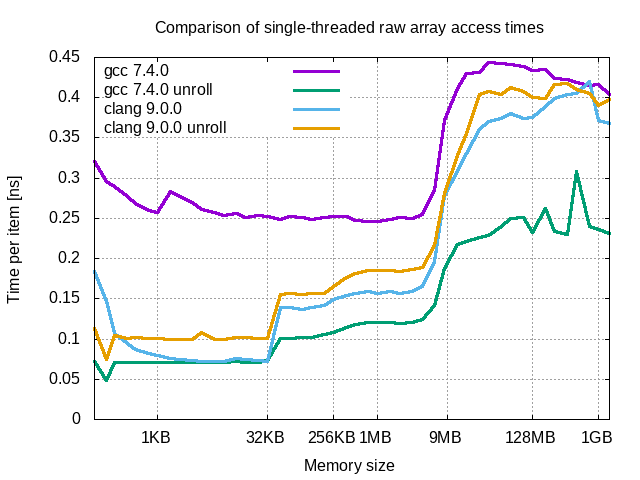 Comparison of single-threaded raw array access times
Time per item [ns]
0.45
0.4
0.35
0.3
0.25
0.2
0.15
0.1
0.05
0
gcc 7.4.0
gcc 7.4.0 unroll
clang 9.0.0
clang 9.0.0 unroll
1KB 32KB 256KB 1MB 9MB 128MB 1GB
Memory size